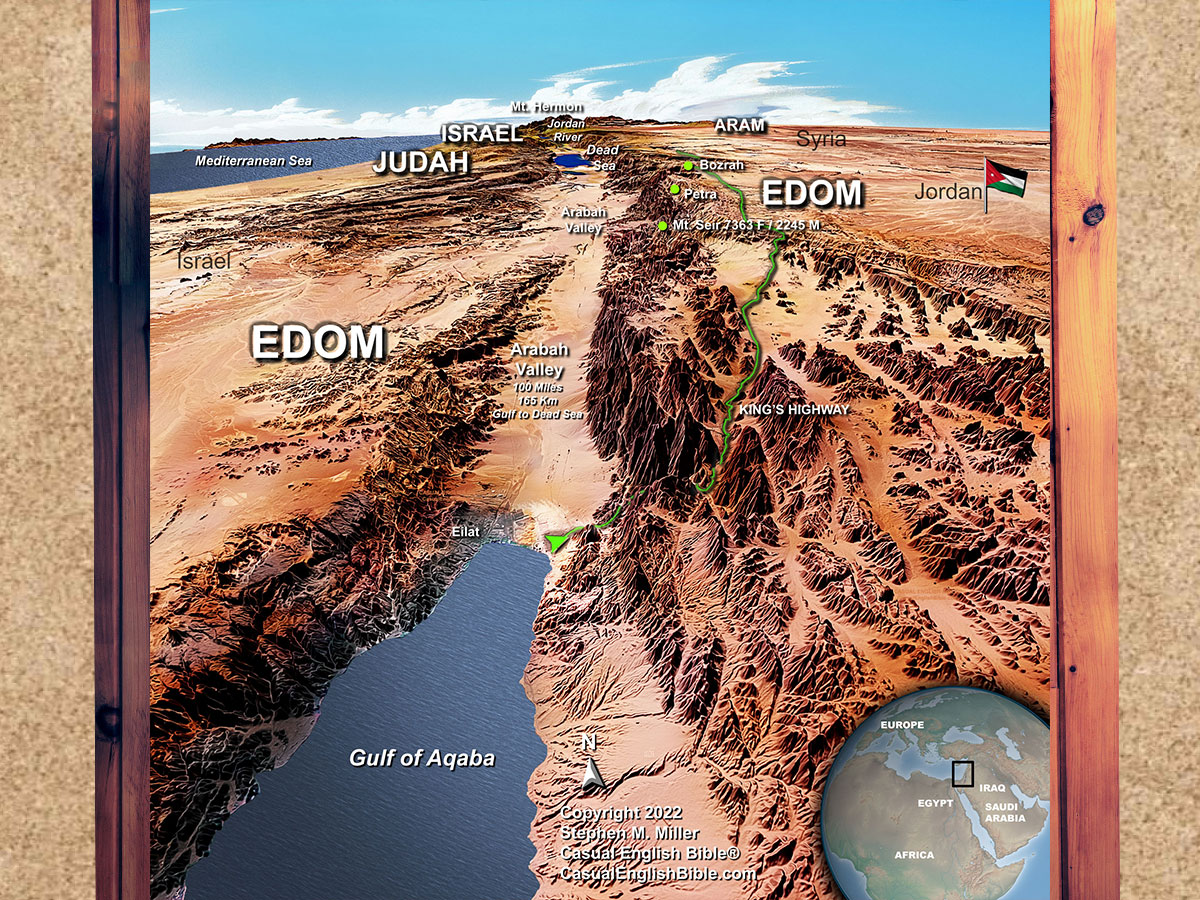 Mt. Hermon
Jordan
River
ISRAEL
ARAM
Syria
Mediterranean Sea
JUDAH
Dead
Sea
Bozrah
Petra
EDOM
Jordan
Arabah
Valley
Mt. Seir 7363 F / 2245 M
Israel
EDOM
Arabah
Valley
100 Miles
165 Km
Gulf to Dead Sea
KING'S HIGHWAY
Eilat
Gulf of Aqaba
N
Copyright 2022
Stephen M. Miller
Casual English Bible®
CasualEnglishBible.com
EUROPE
IRAQ
EGYPT
SAUDI
ARABIA
AFRICA